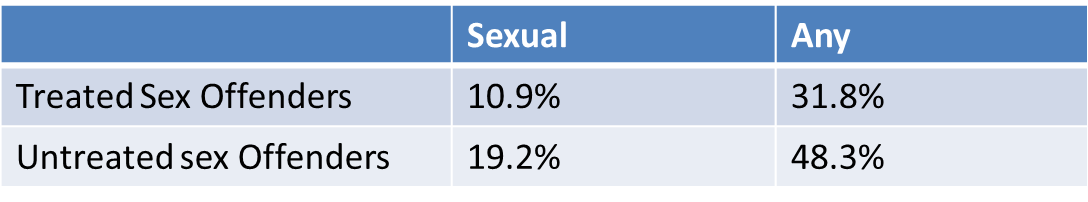 Sexual Any
Treated Sex Offenders 10.9% 31.8%
Untreated sex Offenders 19.2% 48.3%